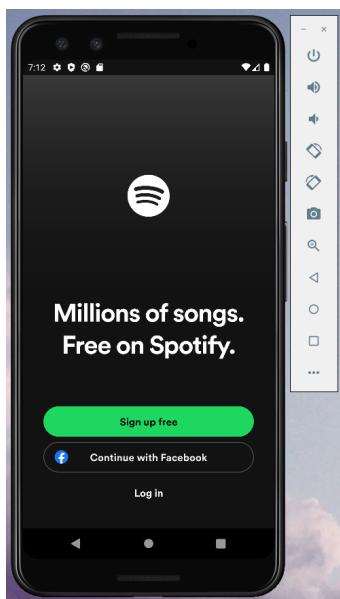 7:12
Millions of songs.
Free on Spotify.
Sign up free
Continue with Facebook
Log in